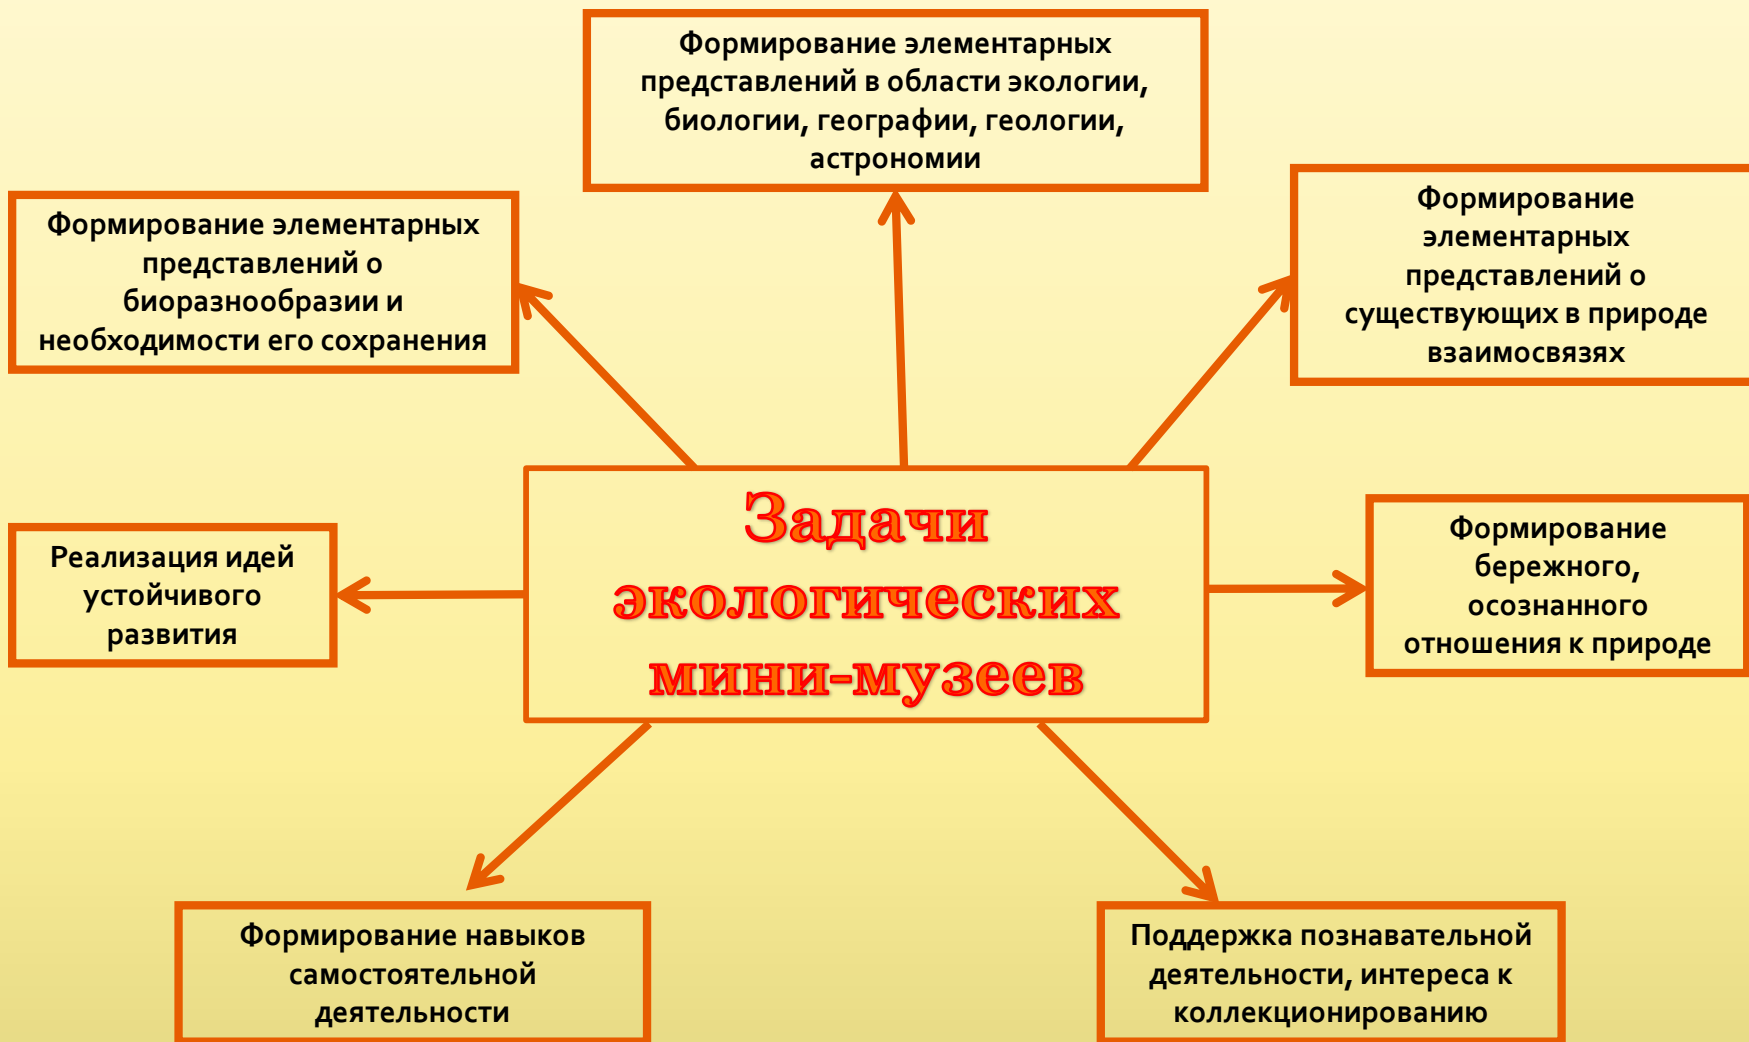 Формирование элементарных
представлений в области экологии,
биологии, географии, геологии,
астрономии
Формирование элементарных
представлений о
биоразнообразии и
необходимости его сохранения
Формирование
элементарных
представлений о
существующих в природе
взаимосвязях
Задачи
экологических
мини-музеев
Реализация идей
устойчивого
развития
Формирование
бережного,
осознанного
отношения к природе
Формирование навыков
самостоятельной
деятельности
Поддержка познавательной
деятельности, интереса к
коллекционированию